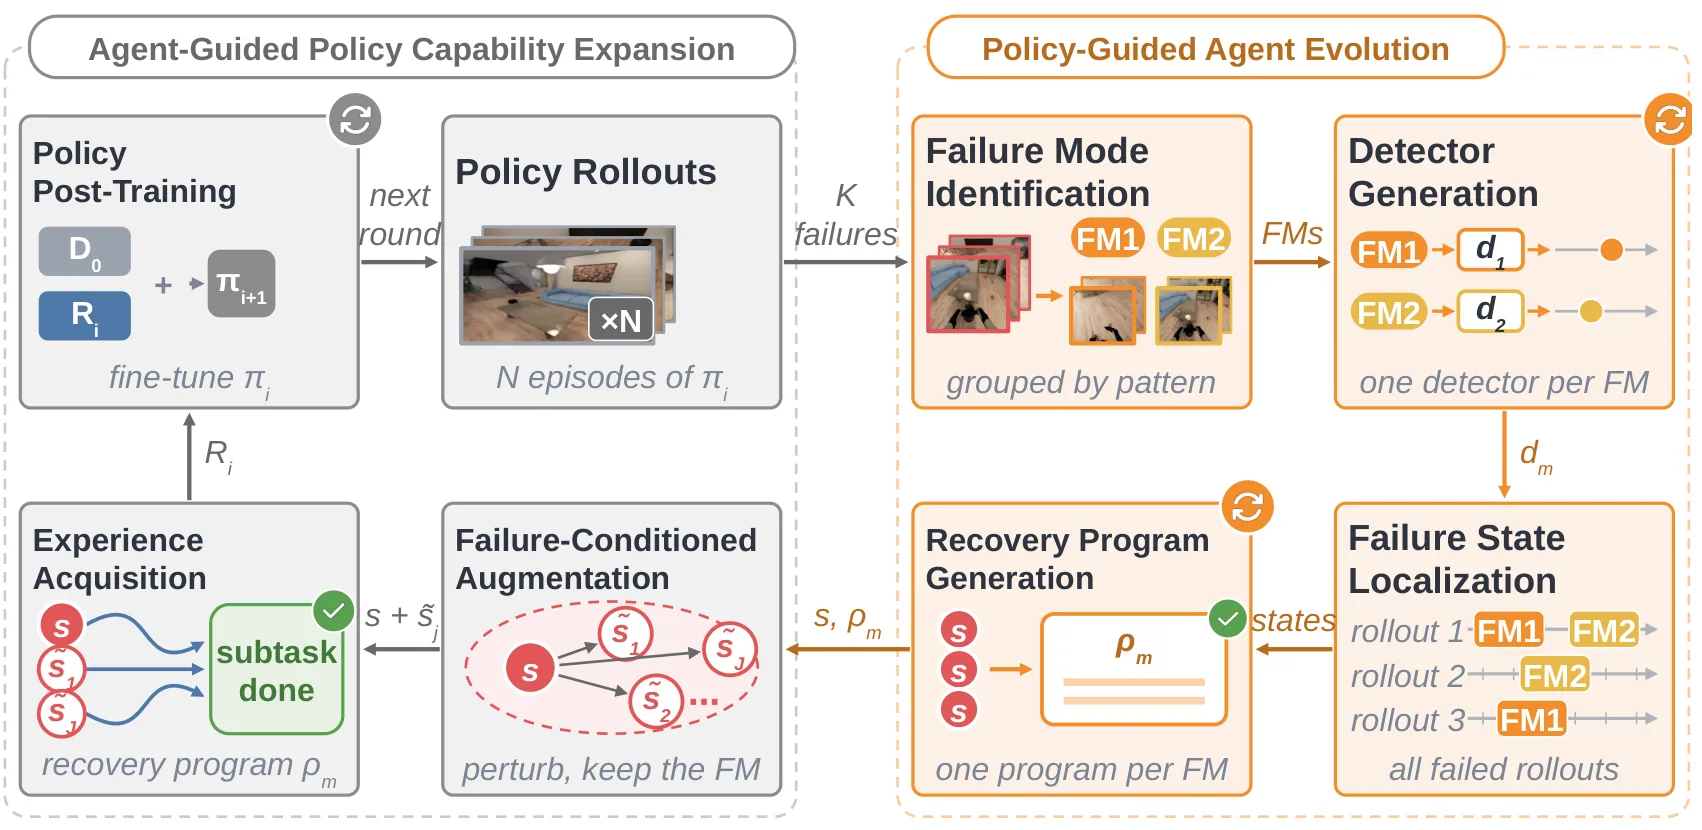 Agent-Guided Policy Capability Expansion
Policy-Guided Agent Evolution
Policy
Post-Training
D0
+
Ri
πi+1
fine-tune πi
next
round
Policy Rollouts
×N
N episodes of πi
K
failures
Failure Mode
Identification
FM1 FM2
grouped by pattern
FMs
Detector
Generation
FM1 d1
FM2 d2
one detector per FM
dm
Ri
Experience
Acquisition
s
s̃1
s̃J
subtask
done
recovery program ρm
s + s̃j
Failure-Conditioned
Augmentation
s
s̃1
s̃J
s̃2 ...
perturb, keep the FM
s, ρm
Recovery Program
Generation
s
s
s
ρm
one program per FM
states
Failure State
Localization
rollout 1 FM1 FM2
rollout 2 FM2
rollout 3 FM1
all failed rollouts